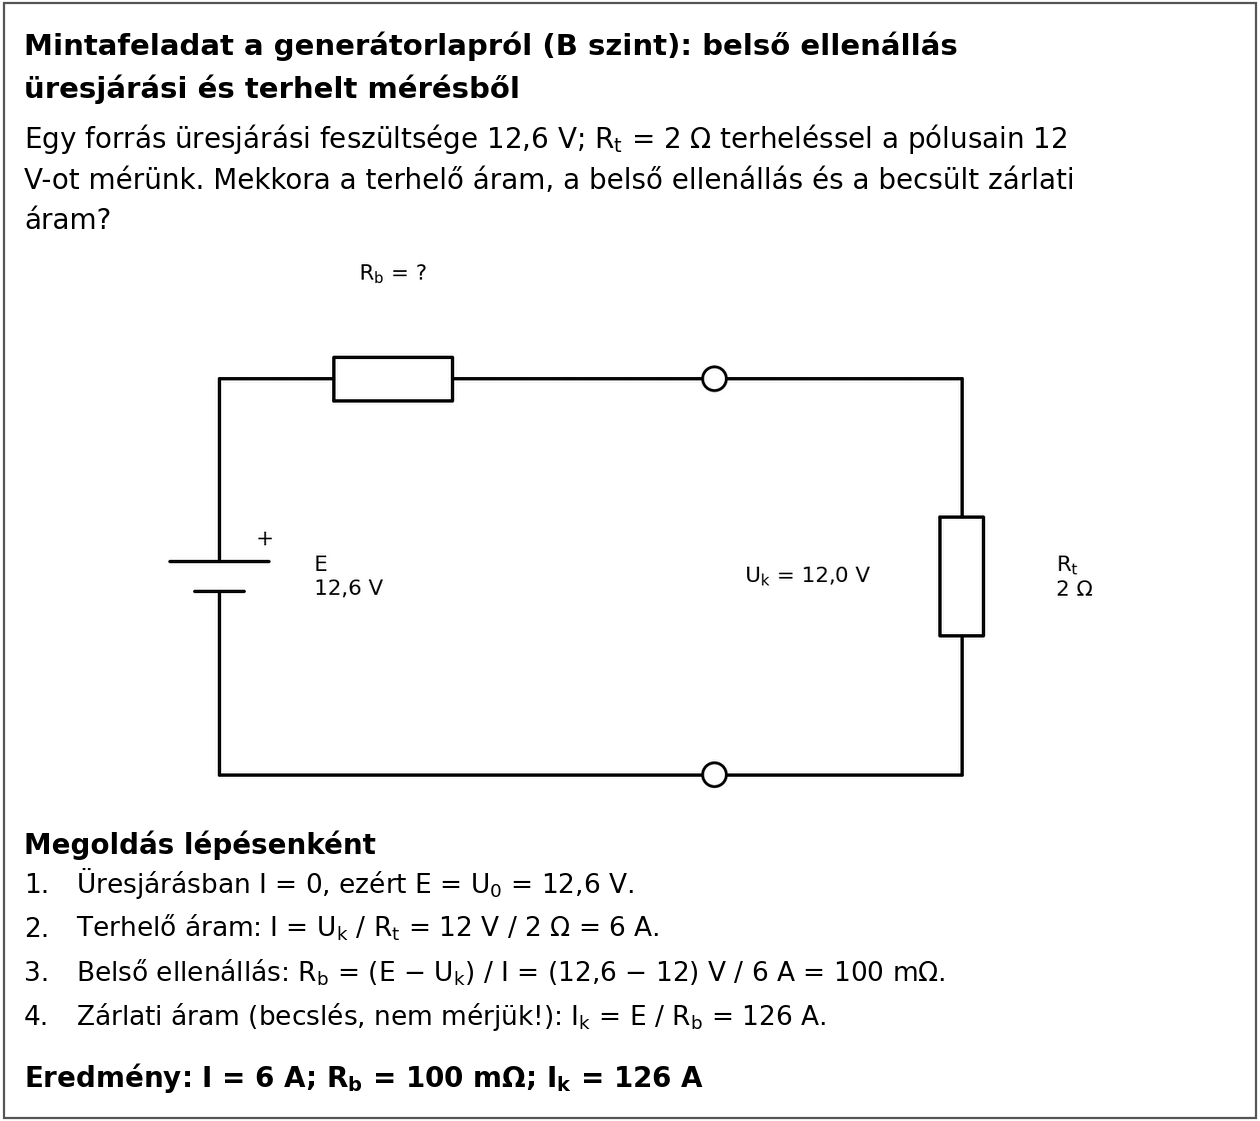 Mintafeladat a generátorlapról (B szint): belső ellenállás
üresjárási és terhelt mérésből
Egy forrás üresjárási feszültsége 12,6 V; Rt = 2 Ω terheléssel a pólusain 12
V-ot mérünk. Mekkora a terhelő áram, a belső ellenállás és a becsült zárlati
áram?
Rb = ?
+
E
12,6 V
Uk = 12,0 V
Rt
2 Ω
Megoldás lépésenként
1. Üresjárásban I = 0, ezért E = U0 = 12,6 V.
2. Terhelő áram: I = Uk / Rt = 12 V / 2 Ω = 6 A.
3. Belső ellenállás: Rb = (E − Uk) / I = (12,6 − 12) V / 6 A = 100 mΩ.
4. Zárlati áram (becslés, nem mérjük!): Ik = E / Rb = 126 A.
Eredmény: I = 6 A; Rb = 100 mΩ; Ik = 126 A